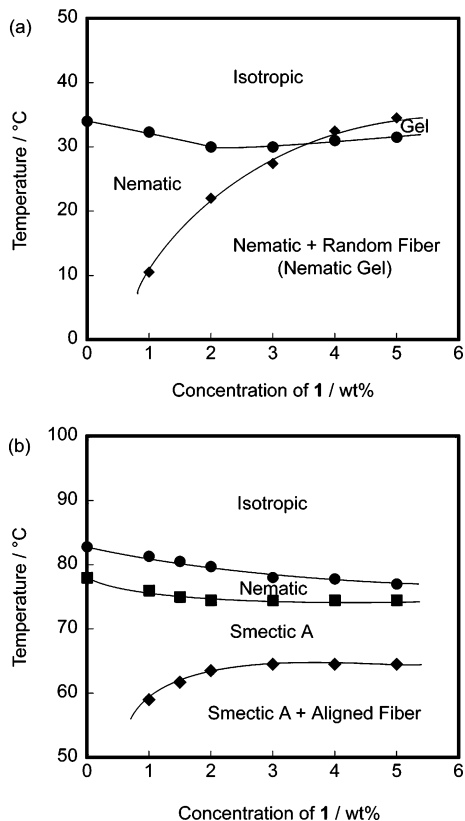 (a)
50
40
30
20
10
0
Temperature / °C
Isotropic
Gel
Nematic
Nematic + Random Fiber
(Nematic Gel)
0 1 2 3 4 5 6
Concentration of 1 / wt%
(b)
100
90
80
70
60
50
Temperature / °C
Isotropic
Nematic
Smectic A
Smectic A + Aligned Fiber
0 1 2 3 4 5 6
Concentration of 1 / wt%